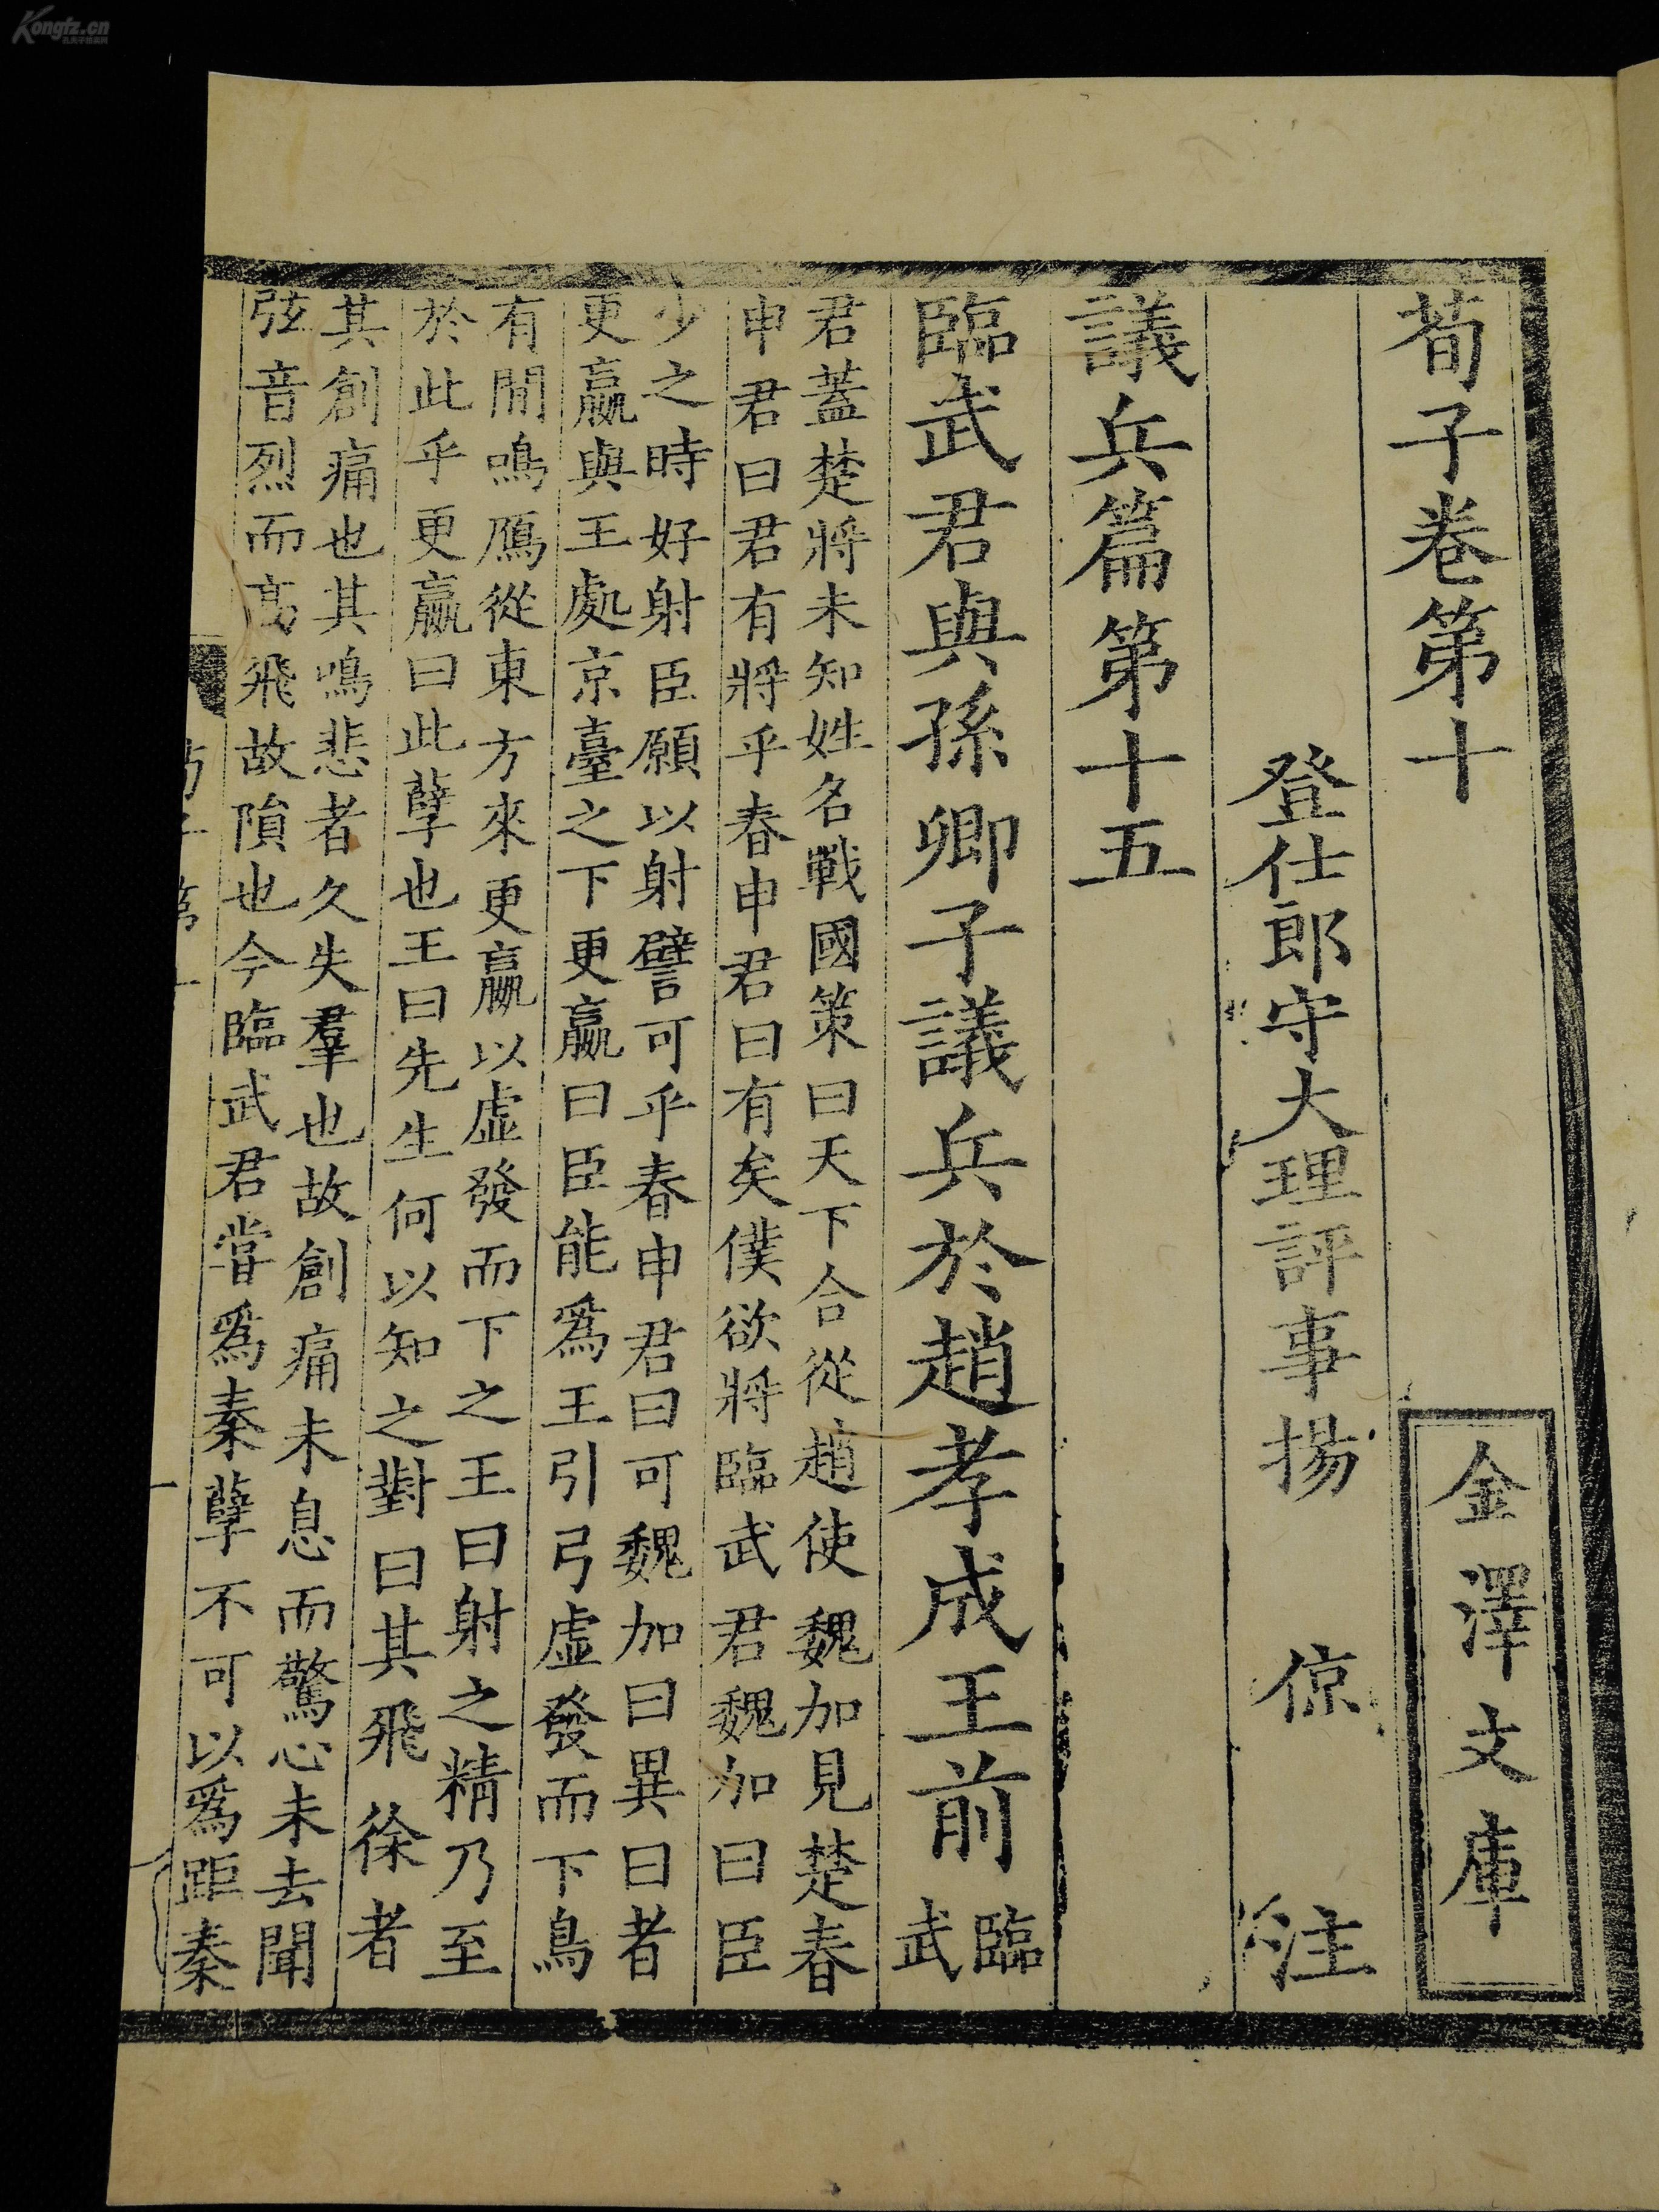 荀子卷第十
金澤文庫
登仕郎守大理評事揚倞注
議兵篇第十五
臨武君與孫卿子議兵於趙孝成王前
臨
武
君蓋楚將未知姓名戰國策曰天下合從趙使魏加見楚春
申君曰君有將乎春申君曰有矣僕欲將臨武君魏加曰臣
少之時好射臣願以射譬可乎春申君曰可魏加曰異日者
更羸與王處京臺之下更羸曰臣能爲王引弓虛發而下鳥
有閒鳴鴈從東方來更羸以虛發而下之王曰射之精乃至
於此乎更羸曰此孽也王曰先生何以知之對曰其飛徐者
其創痛也其鳴悲者久失羣也故創痛未息而驚心未去聞
弦音烈而高飛故隕也今臨武君嘗爲秦孽不可以爲距秦
Kongfz.cn